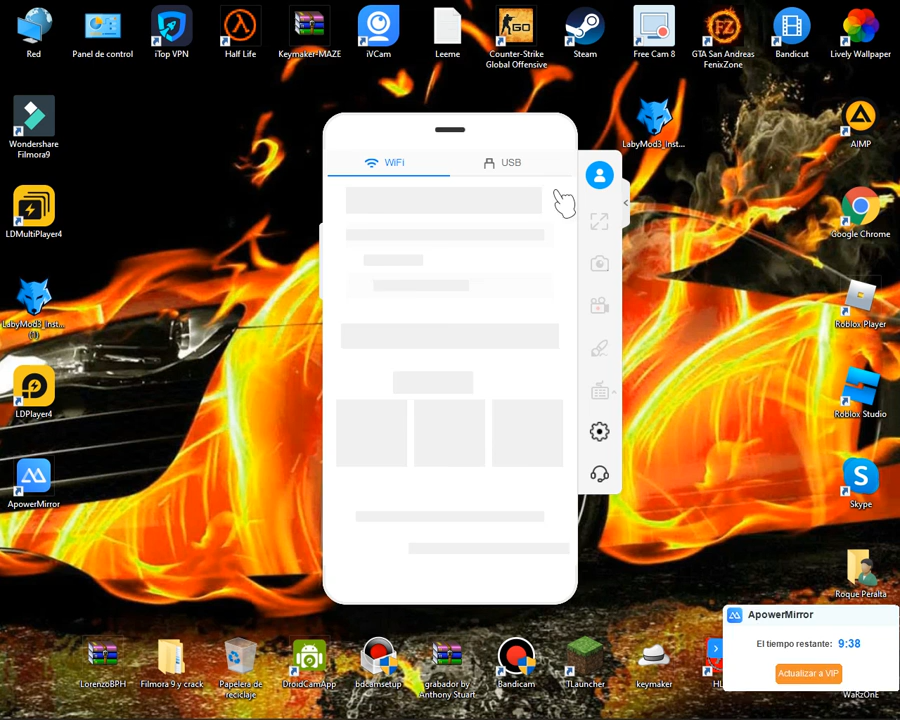 Red
Panel de control
iTop VPN
Half Life
Keymaker-MAZE
iVCam
Leeme
Counter-Strike
Global Offensive
Steam
Free Cam 8
GTA San Andreas
FenixZone
Bandicut
Lively Wallpaper
GO
FZ
Wondershare
Filmora9
LabyMod3_Inst...
AIMP
WiFi
USB
LDMultiPlayer4
Google Chrome
LabyMod3_Inst...
(1)
Roblox Player
LDPlayer4
Roblox Studio
ApowerMirror
S
Skype
Roque Peralta
ApowerMirror
El tiempo restante: 9:38
Actualizar a VIP
LorenzoBPH
Filmora 9 y crack
Papelera de
reciclaje
DroidCamApp
bdcamsetup
grabador by
Anthony Stuart
Bandicam
TLauncher
keymaker
WaRzOnE